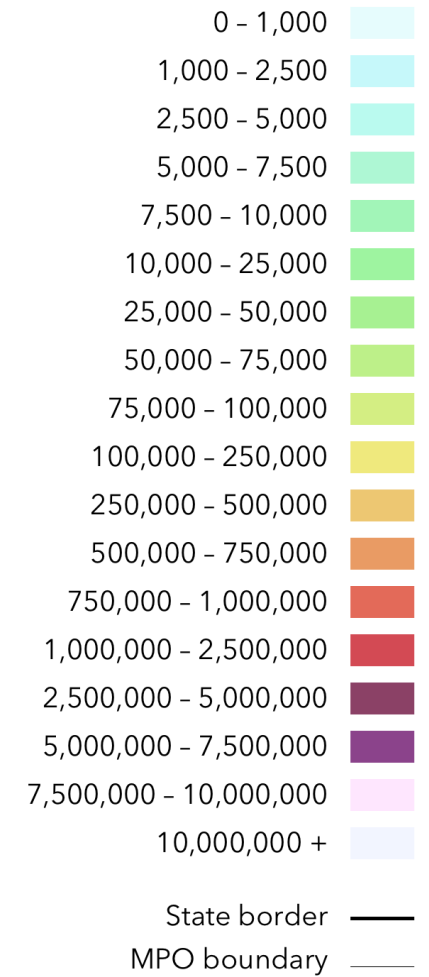 0 – 1,000
1,000 – 2,500
2,500 – 5,000
5,000 – 7,500
7,500 – 10,000
10,000 – 25,000
25,000 – 50,000
50,000 – 75,000
75,000 – 100,000
100,000 – 250,000
250,000 – 500,000
500,000 – 750,000
750,000 – 1,000,000
1,000,000 – 2,500,000
2,500,000 – 5,000,000
5,000,000 – 7,500,000
7,500,000 – 10,000,000
10,000,000 +
State border
MPO boundary